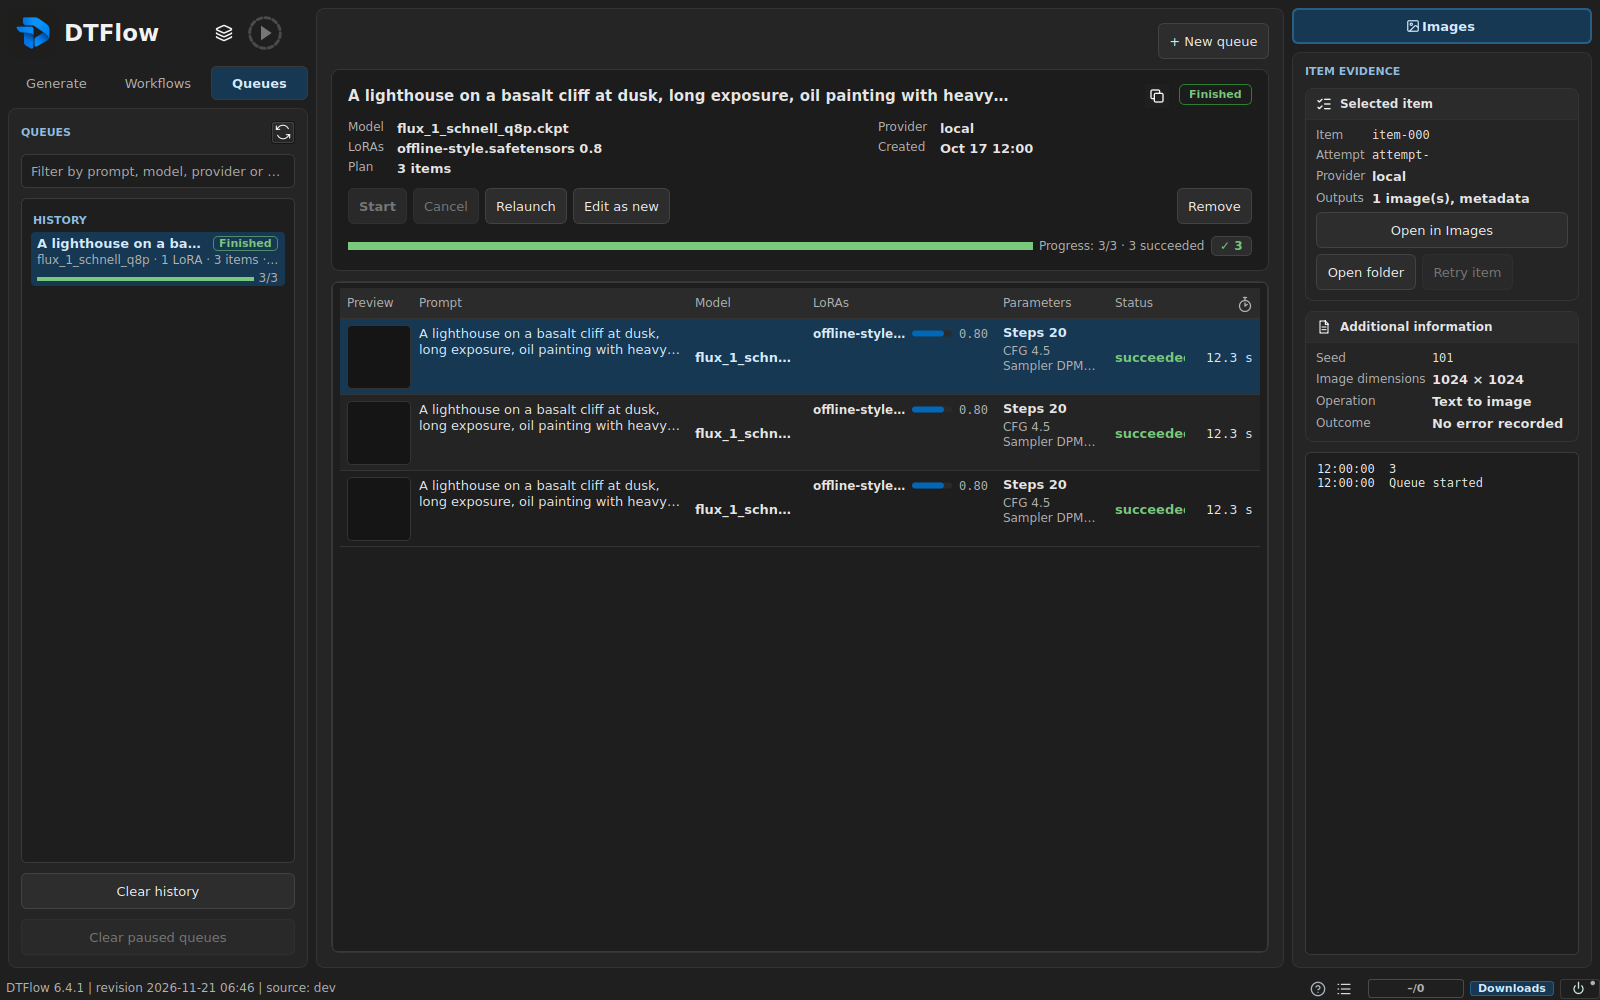 DTFlow
Generate Workflows Queues
QUEUES
Filter by prompt, model, provider or ...
HISTORY
A lighthouse on a ba... Finished
flux_1_schnell_q8p · 1 LoRA · 3 items ·...
3/3
Clear history
Clear paused queues
+ New queue
A lighthouse on a basalt cliff at dusk, long exposure, oil painting with heavy... Finished
Model flux_1_schnell_q8p.ckpt Provider local
LoRAs offline-style.safetensors 0.8 Created Oct 17 12:00
Plan 3 items
Start Cancel Relaunch Edit as new Remove
Progress: 3/3 · 3 succeeded ✓ 3
Preview Prompt Model LoRAs Parameters Status
A lighthouse on a basalt cliff at dusk,
long exposure, oil painting with heavy...
flux_1_schn...
offline-style... 0.80
Steps 20
CFG 4.5
Sampler DPM...
succeede
12.3 s
A lighthouse on a basalt cliff at dusk,
long exposure, oil painting with heavy...
flux_1_schn...
offline-style... 0.80
Steps 20
CFG 4.5
Sampler DPM...
succeede
12.3 s
A lighthouse on a basalt cliff at dusk,
long exposure, oil painting with heavy...
flux_1_schn...
offline-style... 0.80
Steps 20
CFG 4.5
Sampler DPM...
succeede
12.3 s
Images
ITEM EVIDENCE
Selected item
Item item-000
Attempt attempt-
Provider local
Outputs 1 image(s), metadata
Open in Images
Open folder Retry item
Additional information
Seed 101
Image dimensions 1024 × 1024
Operation Text to image
Outcome No error recorded
12:00:00 3
12:00:00 Queue started
DTFlow 6.4.1 | revision 2026-11-21 06:46 | source: dev
-/0 Downloads